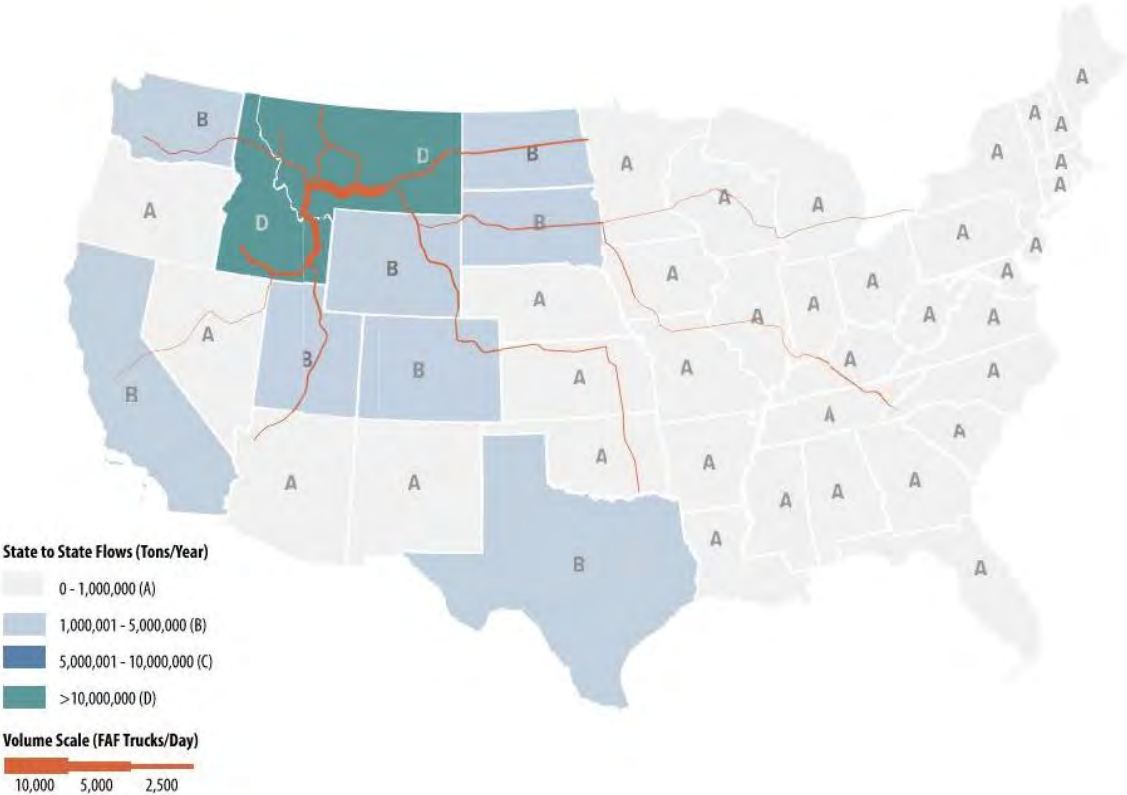 A
A
A
B
A
A
D
B
A
A
A
A
A
D
B
A
A
A
A
B
A
A
A
A
A
A
A
A
A
A
A
B
B
A
A
A
B
A
A
A
A
A
A
A
A
A
A
A
A
B
A
State to State Flows (Tons/Year)
0 - 1,000,000 (A)
1,000,001 - 5,000,000 (B)
5,000,001 - 10,000,000 (C)
>10,000,000 (D)
Volume Scale (FAF Trucks/Day)
10,000 5,000 2,500